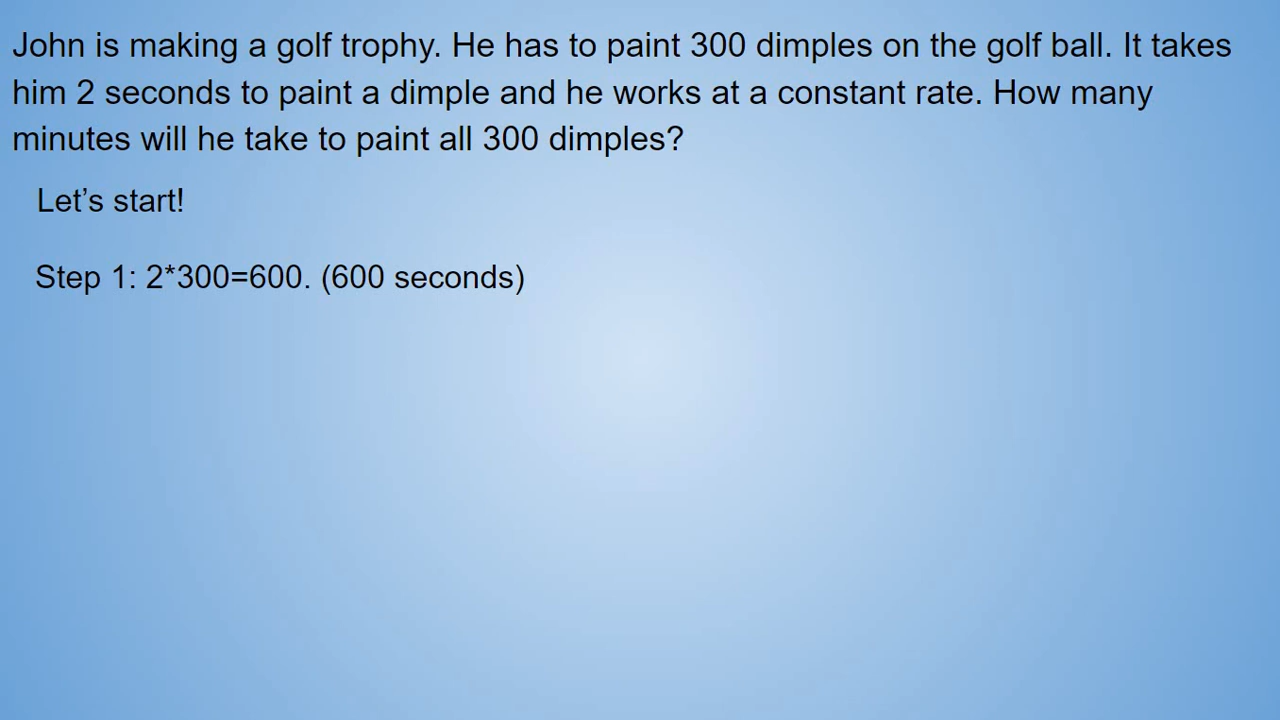 John is making a golf trophy. He has to paint 300 dimples on the golf ball. It takes
him 2 seconds to paint a dimple and he works at a constant rate. How many
minutes will he take to paint all 300 dimples?
Let’s start!
Step 1: 2*300=600. (600 seconds)